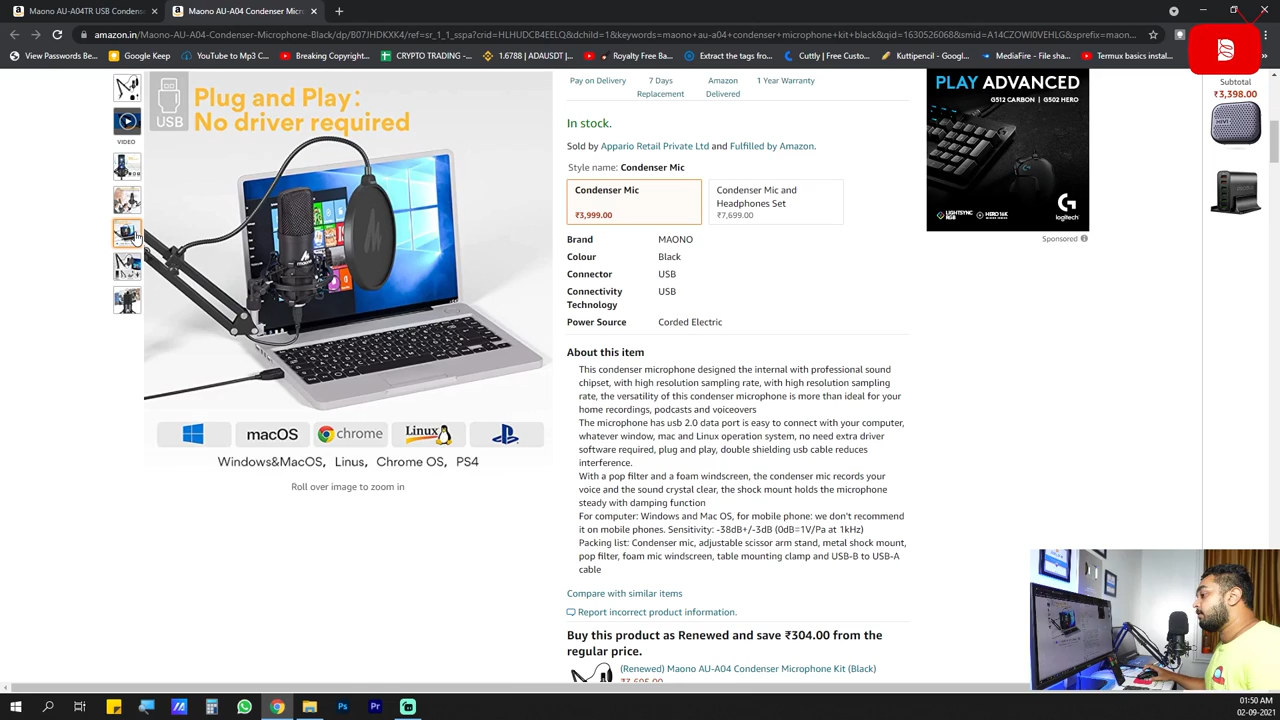 Maono AU-A04TR USB Condens
Maono AU-A04 Condenser Micro
amazon.in/Maono-AU-A04-Condenser-Microphone-Black/dp/B07JHDKXK4/ref=sr_1_1_sspa?crid=HLHUDCB4EELQ&dchild=1&keywords=maono+au-a04+condenser+microphone+kit+black&qid=1630526068&smid=A14CZOWI0VEHLG&sprefix=maono
View Passwords Be...
Google Keep
YouTube to Mp3 C...
Breaking Copyright...
CRYPTO TRADING -...
1.6788 [ADAUSDT]...
Royalty Free Ba...
Extract the tags fr...
Cuttly | Free Custo...
MediaFire - File sha...
Termux basics instal...
Kuttipencil - Googl...
Plug and Play:
No driver required
USB
VIDEO
maono
Windows&MacOS, Linus, Chrome OS, PS4
macOS
chrome
Linux
Roll over image to zoom in
Pay on Delivery
7 Days
Replacement
Amazon
Delivered
1 Year Warranty
In stock.
Sold by Appario Retail Private Ltd and Fulfilled by Amazon.
Style name: Condenser Mic
Condenser Mic
₹3,999.00
Condenser Mic and
Headphones Set
₹7,699.00
Brand MAONO
Colour Black
Connector USB
Connectivity USB
Technology
Power Source Corded Electric
About this item
This condenser microphone designed the internal with professional sound
chipset, with high resolution sampling rate, with high resolution sampling
rate, the versatility of this condenser microphone is more than ideal for your
home recordings, podcasts and voiceovers
The microphone has usb 2.0 data port is easy to connect with your computer,
whatever window, mac and Linux operation system, no need extra driver
software required, plug and play, double shielding usb cable reduces
interference.
With a pop filter and a foam windscreen, the condenser mic records your
voice and the sound crystal clear, the shock mount holds the microphone
steady with damping function
For computer: Windows and Mac OS, for mobile phone: we don't recommend
it on mobile phones. Sensitivity: -38dB+/-3dB (0dB=1V/Pa at 1kHz)
Packing list: Condenser mic, adjustable scissor arm stand, metal shock mount,
pop filter, foam mic windscreen, table mounting clamp and USB-B to USB-A
cable
Compare with similar items
Report incorrect product information.
Buy this product as Renewed and save ₹304.00 from the
regular price.
(Renewed) Maono AU-A04 Condenser Microphone Kit (Black)
₹3,695.00
PLAY ADVANCED
G512 CARBON | G502 HERO
LIGHTSYNC
RGB
HERO 16K
logitech
Sponsored
Subtotal
₹3,398.00
01:50 AM
02-09-2021